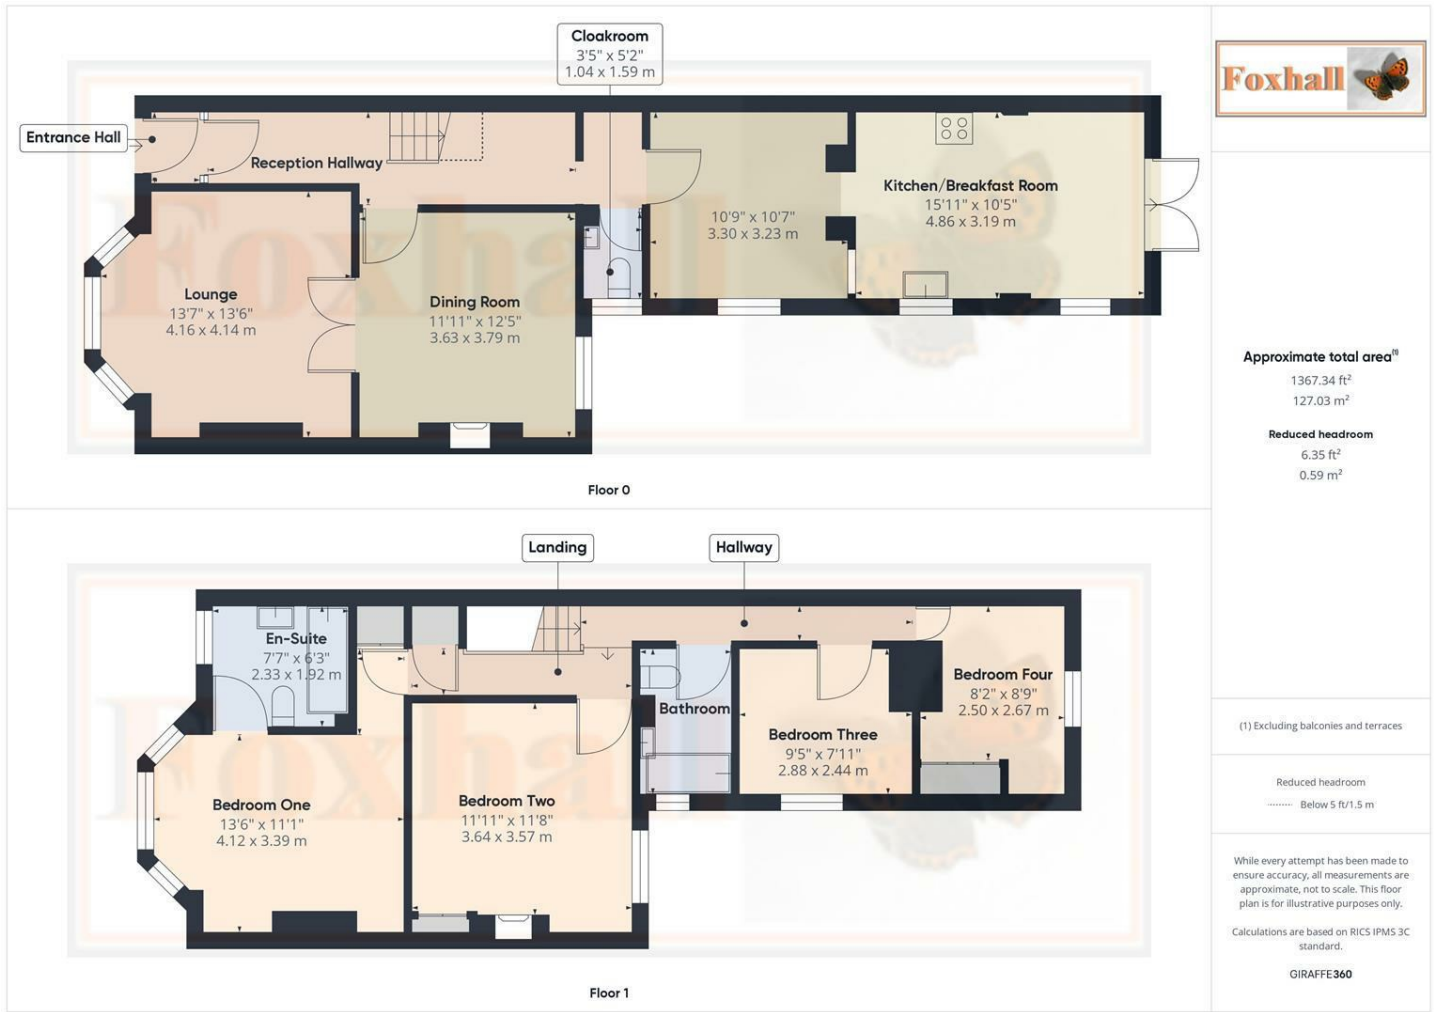 Cloakroom
3'5" x 5'2"
1.04 x 1.59 m
Entrance Hall
Reception Hallway
Kitchen/Breakfast Room
15'11" x 10'5"
4.86 x 3.19 m
10'9" x 10'7"
3.30 x 3.23 m
Lounge
13'7" x 13'6"
4.16 x 4.14 m
Dining Room
11'11" x 12'5"
3.63 x 3.79 m
Foxhall
Floor 0
Landing
Hallway
En-Suite
7'7" x 6'3"
2.33 x 1.92 m
Bedroom Four
8'2" x 8'9"
2.50 x 2.67 m
Bathroom
Bedroom Three
9'5" x 7'11"
2.88 x 2.44 m
Bedroom One
13'6" x 11'1"
4.12 x 3.39 m
Bedroom Two
11'11" x 11'8"
3.64 x 3.57 m
Foxhall
Floor 1
Foxhall
Approximate total area(1)
1367.34 ft²
127.03 m²
Reduced headroom
6.35 ft²
0.59 m²
(1) Excluding balconies and terraces
Reduced headroom
Below 5 ft/1.5 m
While every attempt has been made to
ensure accuracy, all measurements are
approximate, not to scale. This floor
plan is for illustrative purposes only.
Calculations are based on RICS IPMS 3C
standard.
GIRAFFE360